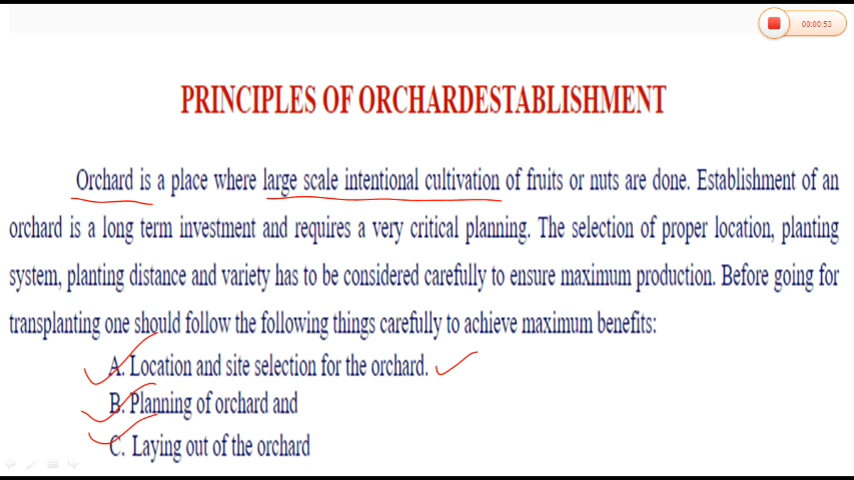 00:00:53
PRINCIPLES OF ORCHARDESTABLISHMENT
Orchard is a place where large scale intentional cultivation of fruits or nuts are done. Establishment of an
orchard is a long term investment and requires a very critical planning. The selection of proper location, planting
system, planting distance and variety has to be considered carefully to ensure maximum production. Before going for
transplanting one should follow the following things carefully to achieve maximum benefits:
A. Location and site selection for the orchard.
B. Planning of orchard and
C. Laying out of the orchard